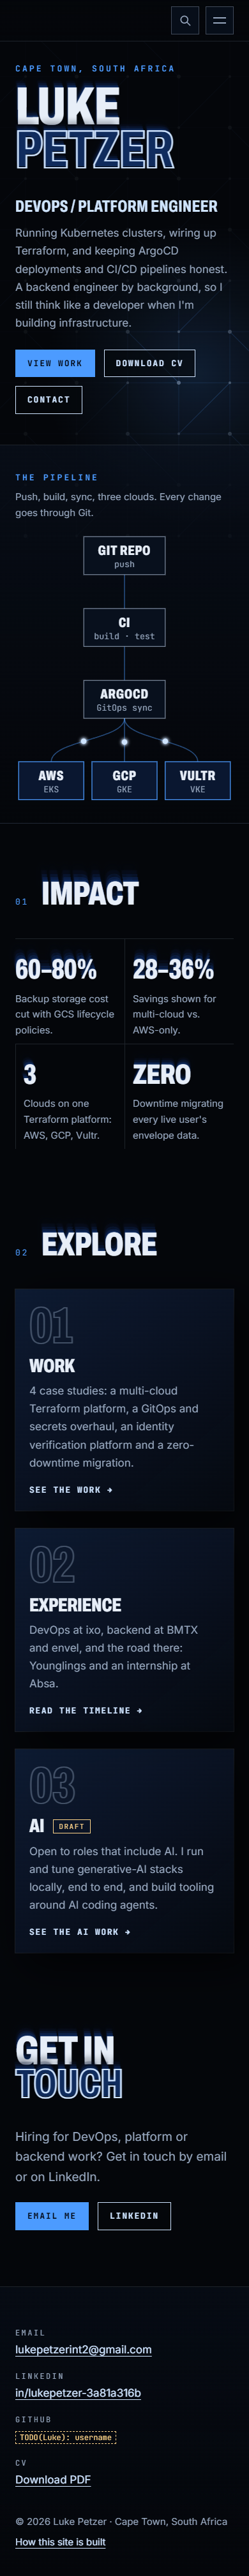 CAPE TOWN, SOUTH AFRICA
LUKE
PETZER
DEVOPS / PLATFORM ENGINEER
Running Kubernetes clusters, wiring up
Terraform, and keeping ArgoCD
deployments and CI/CD pipelines honest.
A backend engineer by background, so I
still think like a developer when I'm
building infrastructure.
VIEW WORK
DOWNLOAD CV
CONTACT
THE PIPELINE
Push, build, sync, three clouds. Every change
goes through Git.
GIT REPO
push
CI
build · test
ARGOCD
GitOps sync
AWS
EKS
GCP
GKE
VULTR
VKE
01
IMPACT
60–80%
Backup storage cost
cut with GCS lifecycle
policies.
28–36%
Savings shown for
multi-cloud vs.
AWS-only.
3
Clouds on one
Terraform platform:
AWS, GCP, Vultr.
ZERO
Downtime migrating
every live user's
envelope data.
02
EXPLORE
01
WORK
4 case studies: a multi-cloud
Terraform platform, a GitOps and
secrets overhaul, an identity
verification platform and a zero-
downtime migration.
SEE THE WORK →
02
EXPERIENCE
DevOps at ixo, backend at BMTX
and envel, and the road there:
Younglings and an internship at
Absa.
READ THE TIMELINE →
03
AI DRAFT
Open to roles that include AI. I run
and tune generative-AI stacks
locally, end to end, and build tooling
around AI coding agents.
SEE THE AI WORK →
GET IN
TOUCH
Hiring for DevOps, platform or
backend work? Get in touch by email
or on LinkedIn.
EMAIL ME
LINKEDIN
EMAIL
lukepetzerint2@gmail.com
LINKEDIN
in/lukepetzer-3a81a316b
GITHUB
TODO(Luke): username
CV
Download PDF
© 2026 Luke Petzer · Cape Town, South Africa
How this site is built